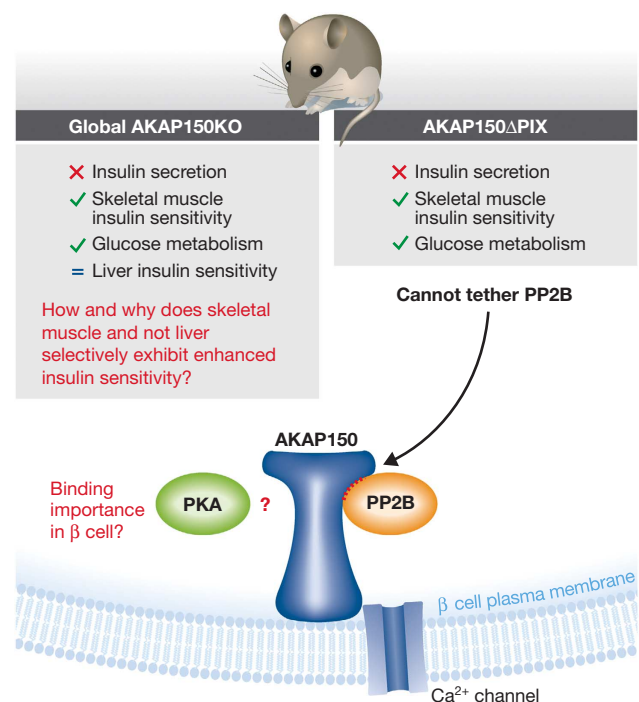 Global AKAP150KO
✗ Insulin secretion
✓ Skeletal muscle
insulin sensitivity
✓ Glucose metabolism
= Liver insulin sensitivity
How and why does skeletal
muscle and not liver
selectively exhibit enhanced
insulin sensitivity?
AKAP150ΔPIX
✗ Insulin secretion
✓ Skeletal muscle
insulin sensitivity
✓ Glucose metabolism
Cannot tether PP2B
AKAP150
Binding
importance
in β cell?
PKA
?
PP2B
β cell plasma membrane
Ca²⁺ channel